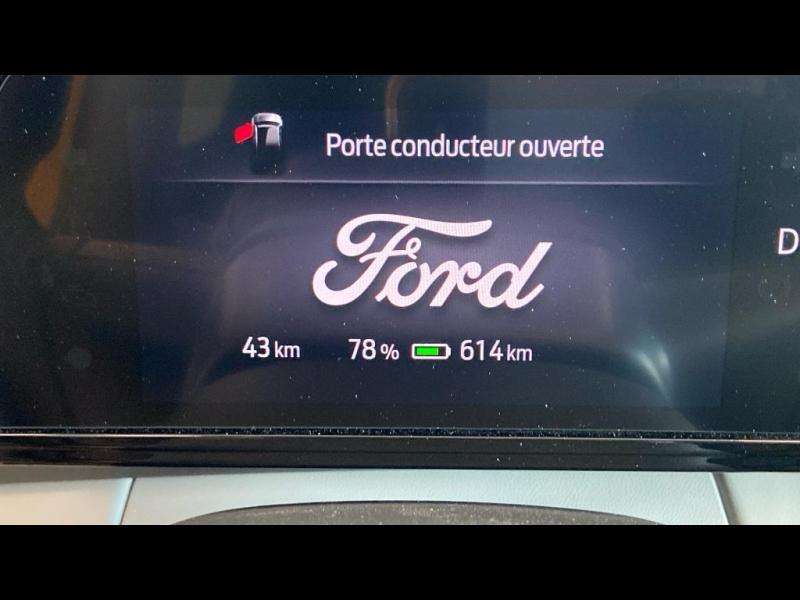 Porte conducteur ouverte
Ford
D
43 km 78 % 614 km